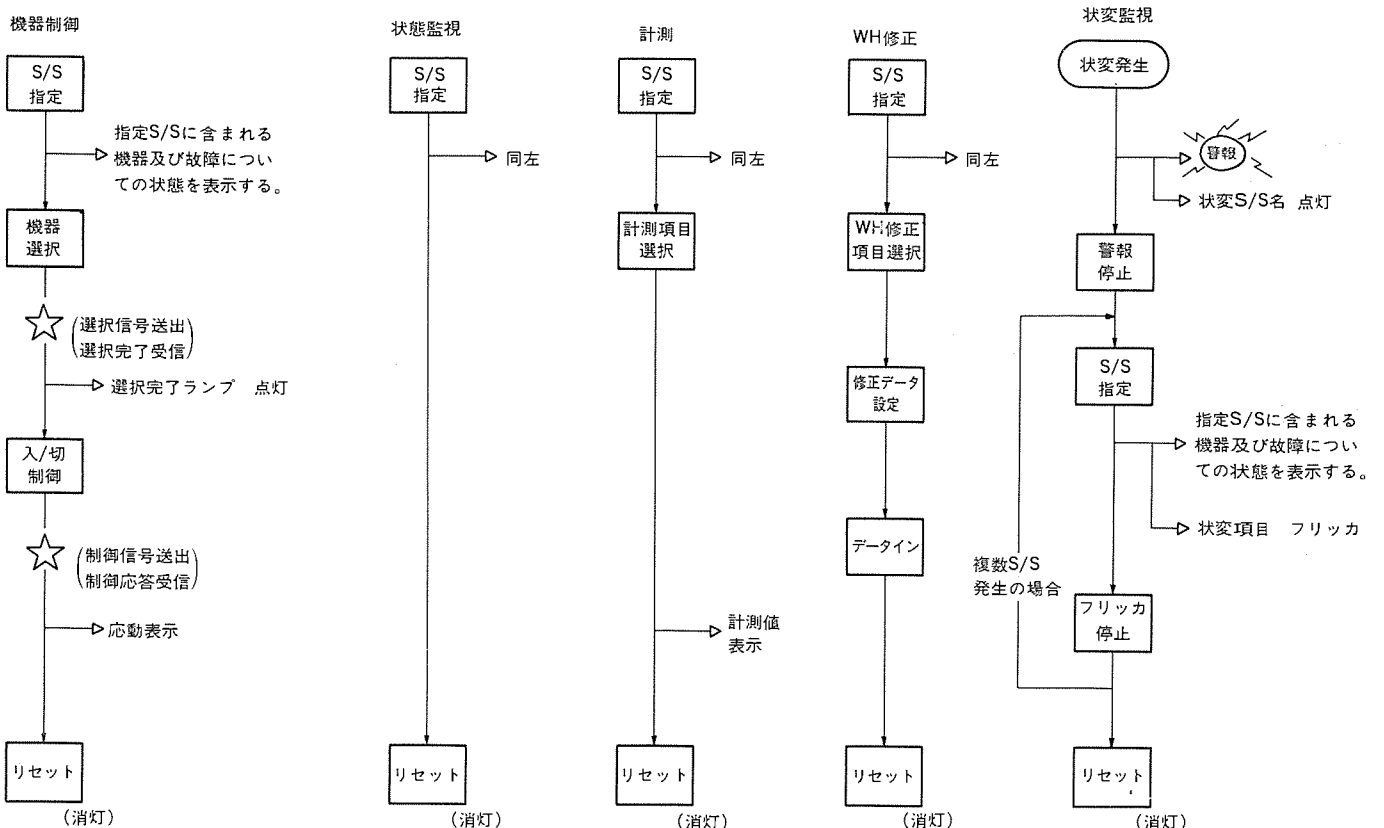 機器制御
S/S
指定
指定S/Sに含まれる
機器及び故障につい
ての状態を表示する。
機器
選択
(選択信号送出
選択完了受信)
選択完了ランプ 点灯
入/切
制御
(制御信号送出
制御応答受信)
応動表示
リセット
(消灯)
状態監視
S/S
指定
同左
リセット
(消灯)
計測
S/S
指定
同左
計測項目
選択
計測値
表示
リセット
(消灯)
WH修正
S/S
指定
同左
WH修正
項目選択
修正データ
設定
データイン
リセット
(消灯)
状変監視
状変発生
警報
状変S/S名 点灯
警報
停止
S/S
指定
指定S/Sに含まれる
機器及び故障につい
ての状態を表示する。
状変項目 フリッカ
複数S/S
発生の場合
フリッカ
停止
リセット
(消灯)